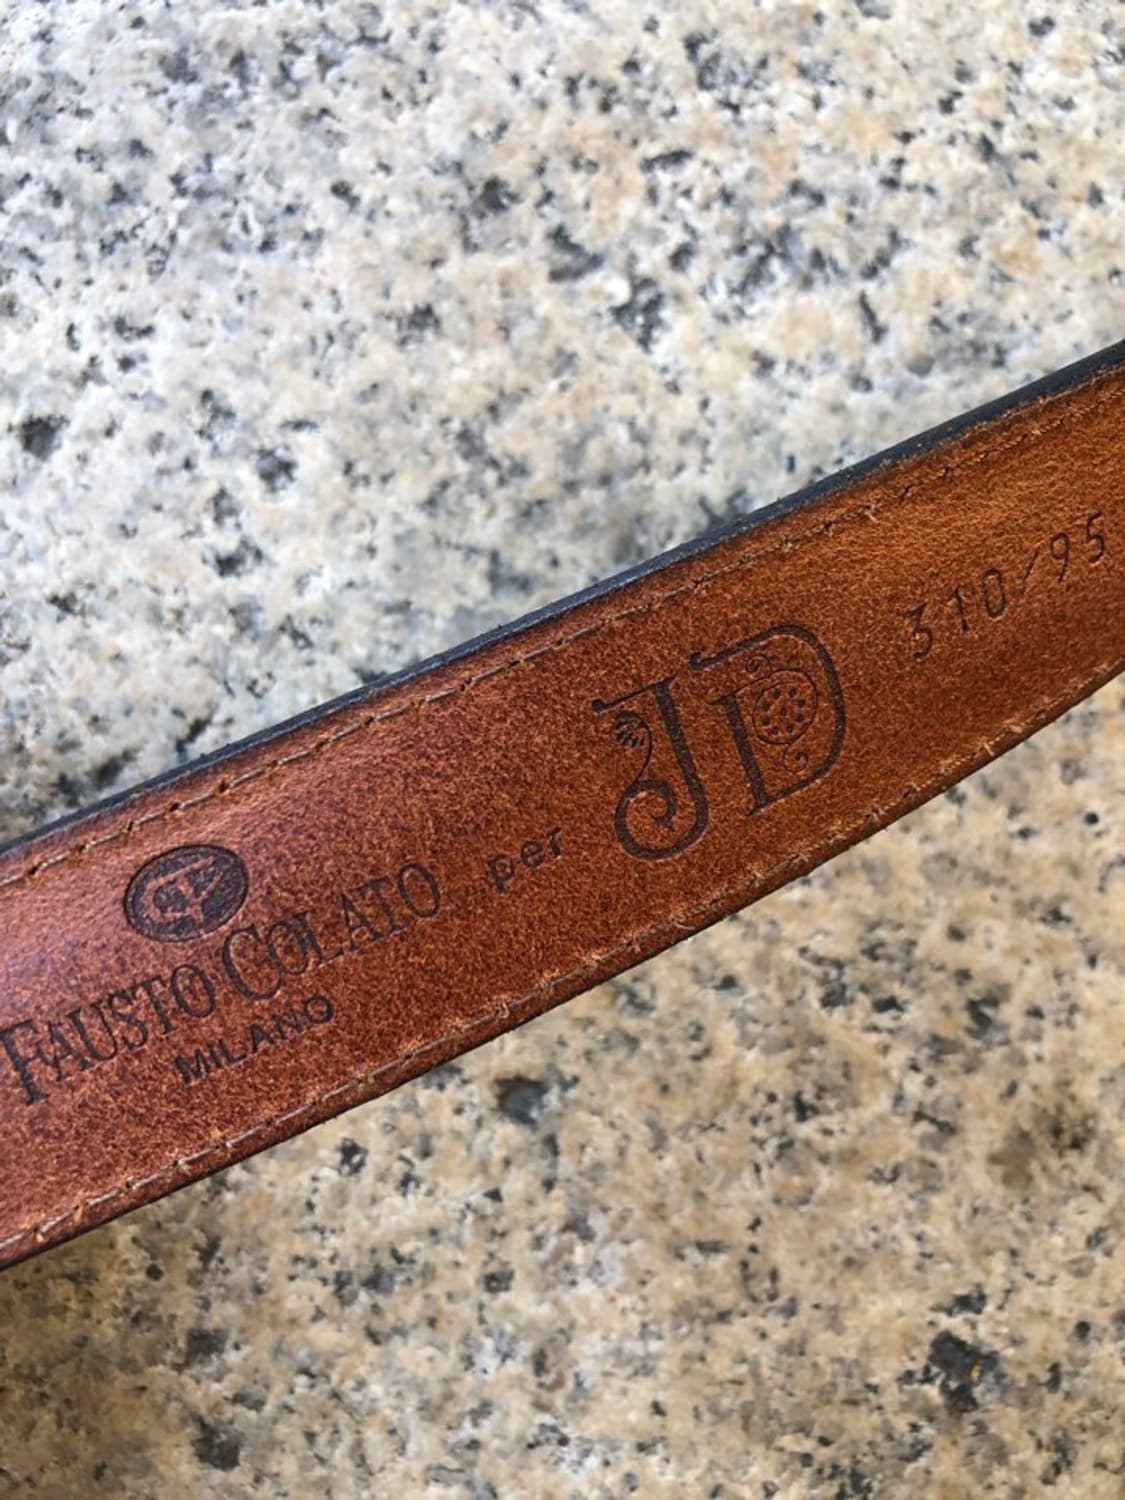 FAUSTO COLATO
MILANO
per
JD
310/95